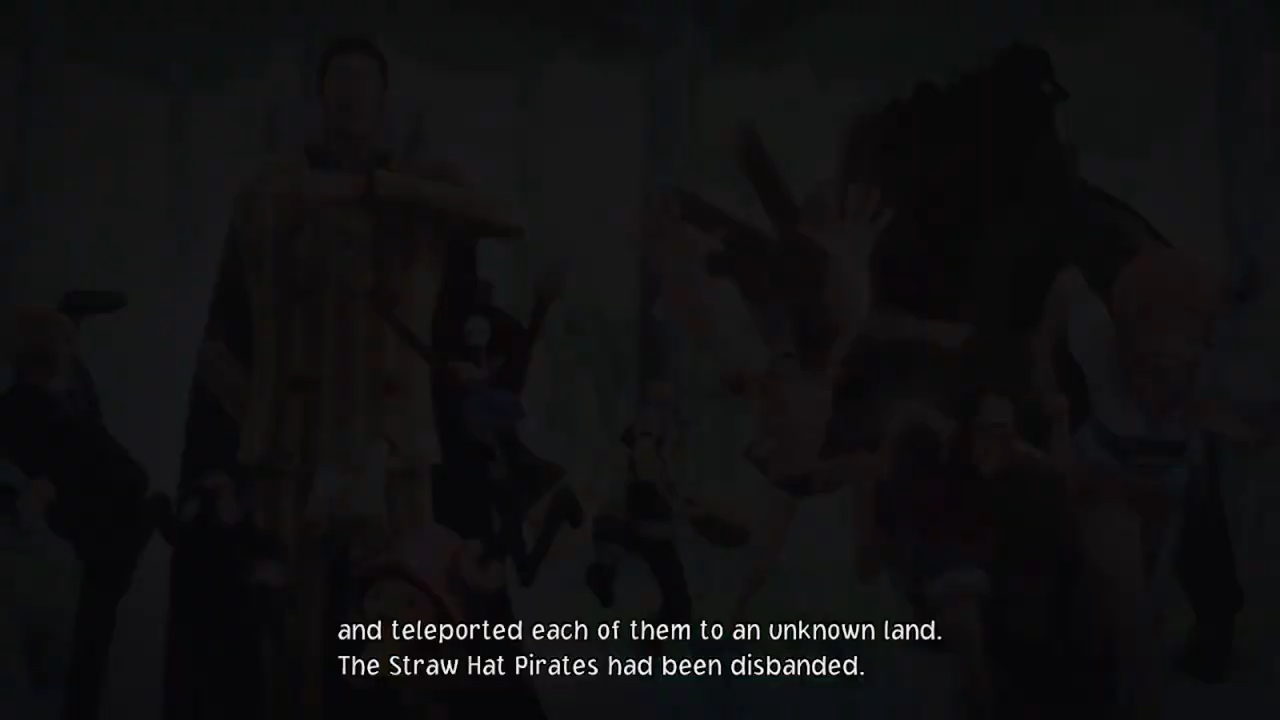 and teleported each of them to an unknown land.
The Straw Hat Pirates had been disbanded.